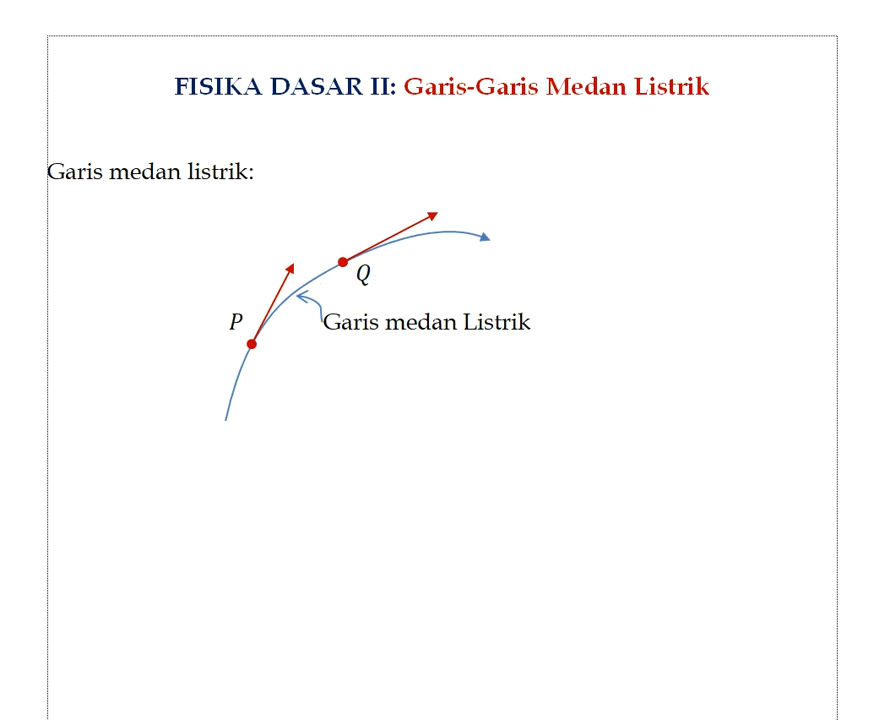 FISIKA DASAR II: Garis-Garis Medan Listrik
Garis medan listrik:
Q
P
Garis medan Listrik